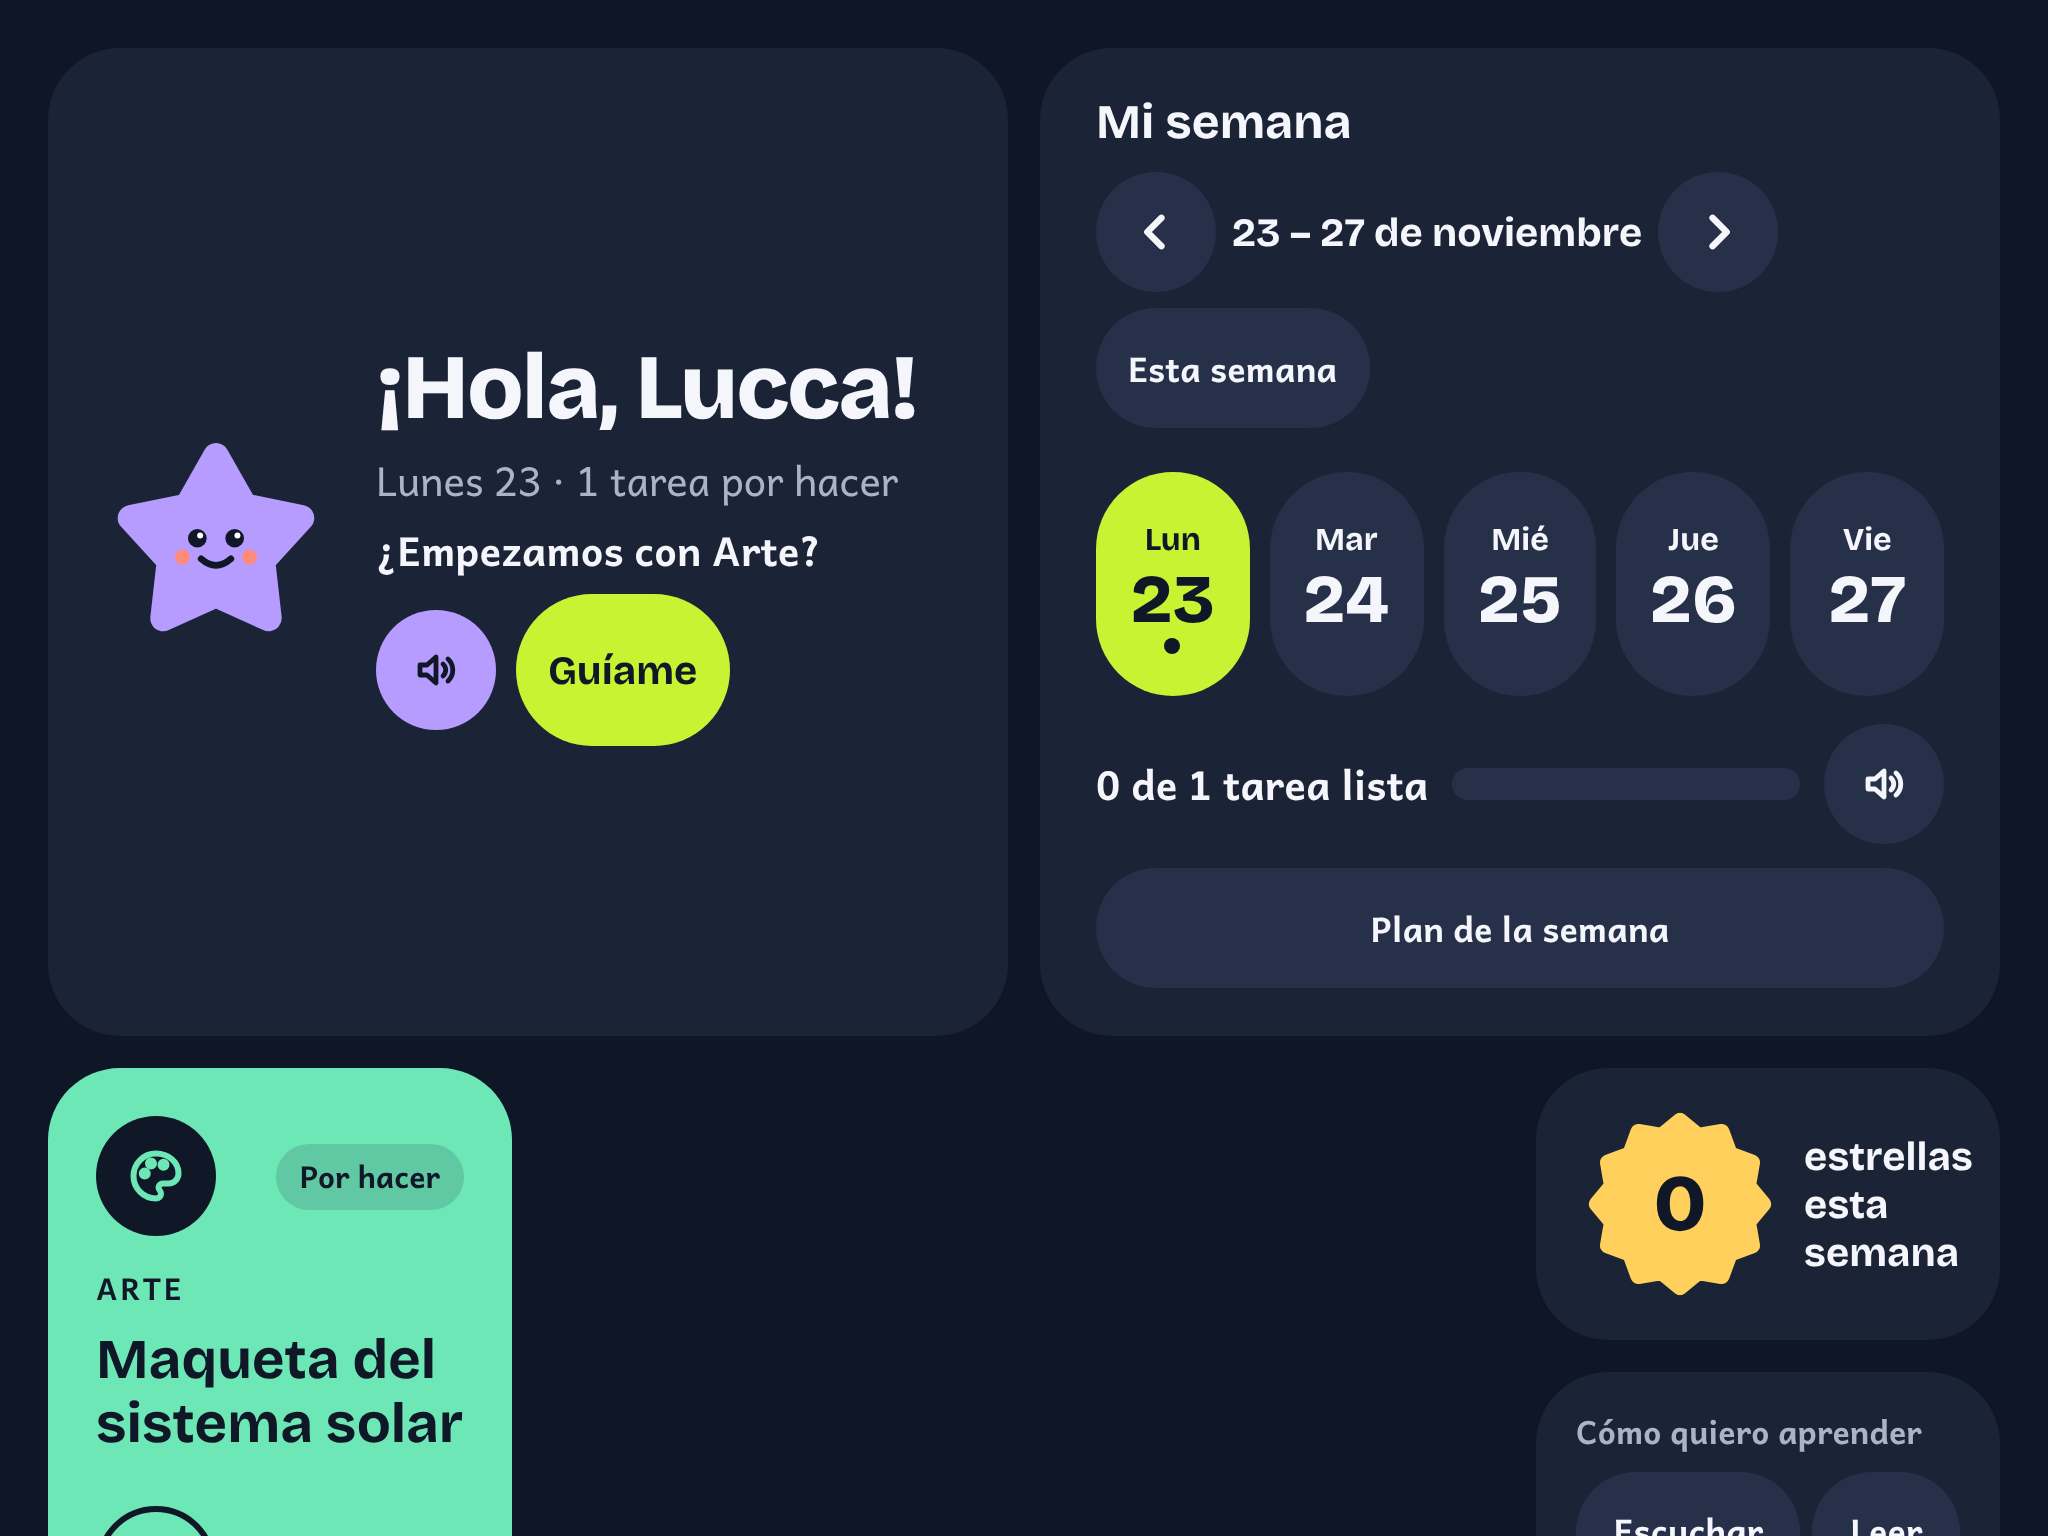 ¡Hola, Lucca!
Lunes 23 · 1 tarea por hacer
¿Empezamos con Arte?
Guíame
Mi semana
23 – 27 de noviembre
Esta semana
Lun
23
Mar
24
Mié
25
Jue
26
Vie
27
0 de 1 tarea lista
Plan de la semana
Por hacer
ARTE
Maqueta del
sistema solar
0
estrellas
esta
semana
Cómo quiero aprender
Escuchar
Leer